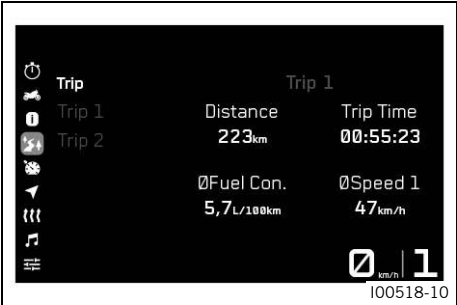 Trip
Trip 1
Trip 1
Distance
Trip Time
Trip 2
223km
00:55:23
ØFuel Con.
ØSpeed 1
5,7L/100km
47km/h
0 km/h 1
I00518-10